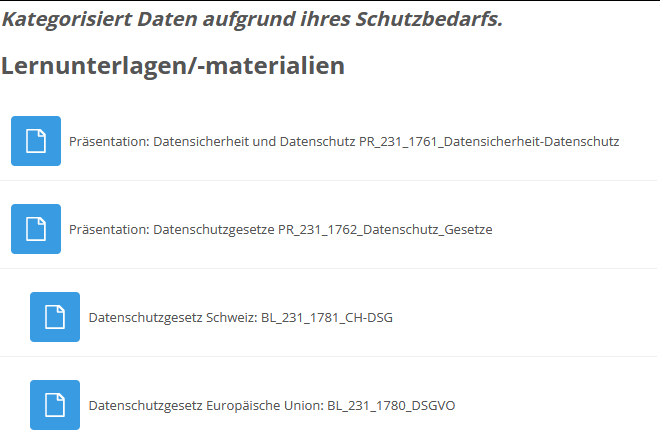 Kategorisiert Daten aufgrund ihres Schutzbedarfs.
Lernunterlagen/-materialien
Präsentation: Datensicherheit und Datenschutz PR_231_1761_Datensicherheit-Datenschutz
Präsentation: Datenschutzgesetze PR_231_1762_Datenschutz_Gesetze
Datenschutzgesetz Schweiz: BL_231_1781_CH-DSG
Datenschutzgesetz Europäische Union: BL_231_1780_DSGVO